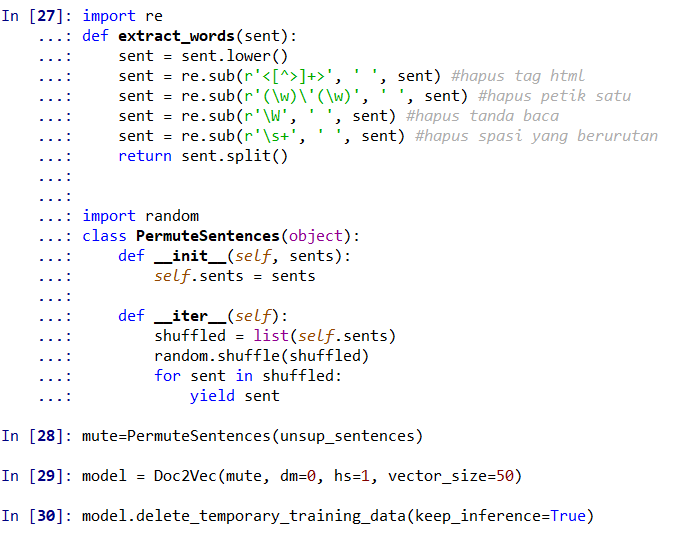 In [27]: import re
    ...: def extract_words(sent):
    ...:     sent = sent.lower()
    ...:     sent = re.sub(r'<[^>]+>', ' ', sent) #hapus tag html
    ...:     sent = re.sub(r'(\w)\'(\w)', ' ', sent) #hapus petik satu
    ...:     sent = re.sub(r'\W', ' ', sent) #hapus tanda baca
    ...:     sent = re.sub(r'\s+', ' ', sent) #hapus spasi yang berurutan
    ...:     return sent.split()
    ...:
    ...:
    ...: import random
    ...: class PermuteSentences(object):
    ...:     def __init__(self, sents):
    ...:         self.sents = sents
    ...:
    ...:     def __iter__(self):
    ...:         shuffled = list(self.sents)
    ...:         random.shuffle(shuffled)
    ...:         for sent in shuffled:
    ...:             yield sent
In [28]: mute=PermuteSentences(unsup_sentences)
In [29]: model = Doc2Vec(mute, dm=0, hs=1, vector_size=50)
In [30]: model.delete_temporary_training_data(keep_inference=True)